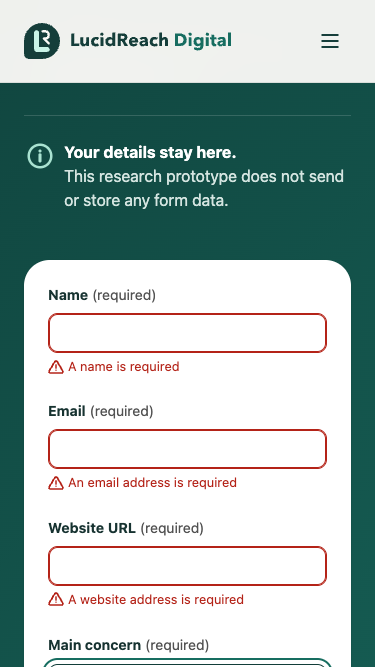 LucidReach Digital
Your details stay here.
This research prototype does not send
or store any form data.
Name (required)
A name is required
Email (required)
An email address is required
Website URL (required)
A website address is required
Main concern (required)